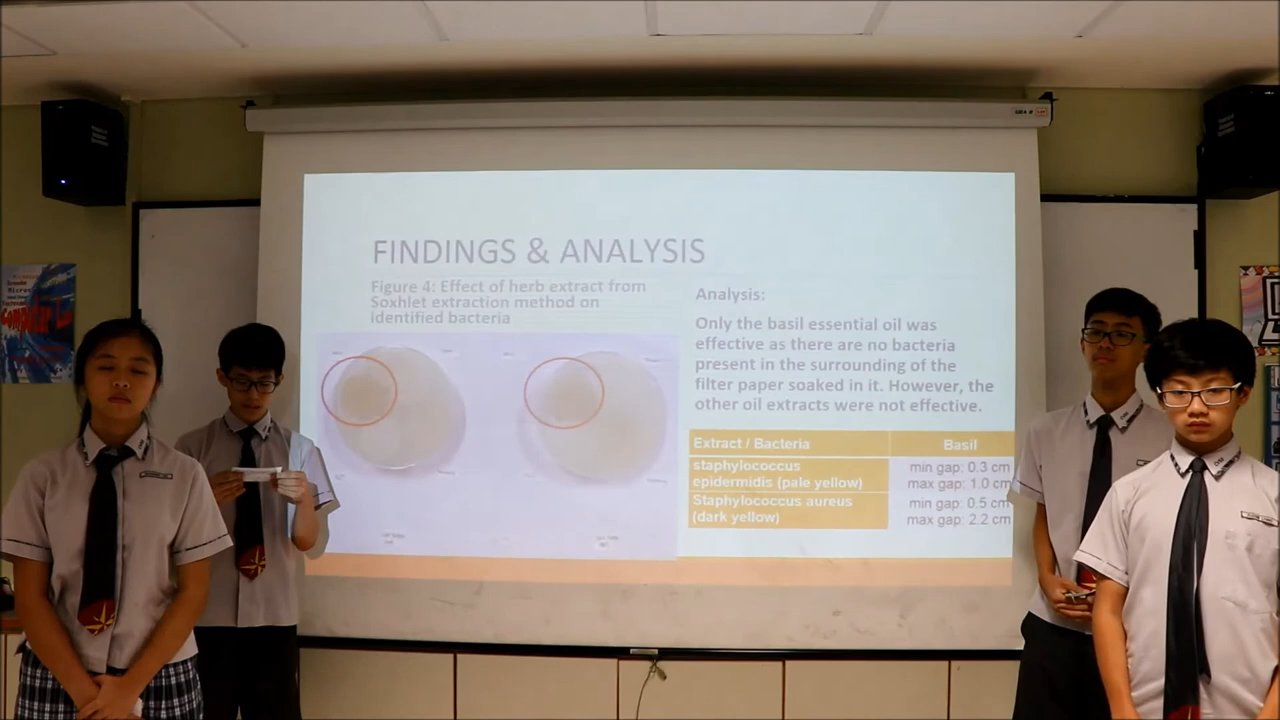 FINDINGS & ANALYSIS
Figure 4: Effect of herb extract from
Soxhlet extraction method on
identified bacteria
Analysis:
Only the basil essential oil was
effective as there are no bacteria
present in the surrounding of the
filter paper soaked in it. However, the
other oil extracts were not effective.
Extract / Bacteria
Basil
staphylococcus
epidermidis (pale yellow)
min gap: 0.3 cm
max gap: 1.0 cm
Staphylococcus aureus
(dark yellow)
min gap: 0.5 cm
max gap: 2.2 cm